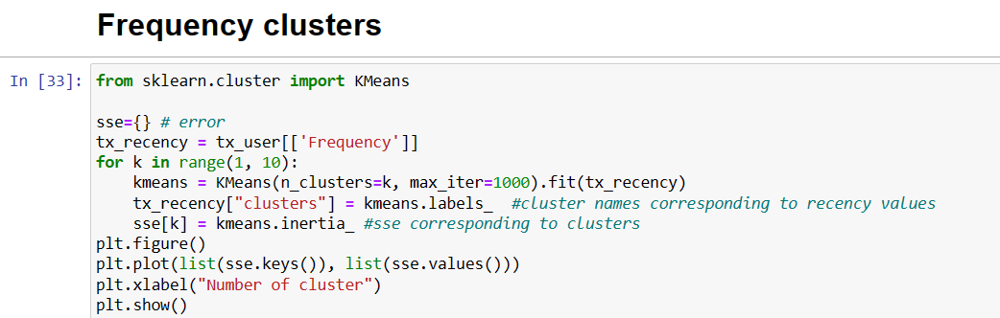 Frequency clusters
In [33]: from sklearn.cluster import KMeans
sse={} # error
tx_recency = tx_user[['Frequency']]
for k in range(1, 10):
    kmeans = KMeans(n_clusters=k, max_iter=1000).fit(tx_recency)
    tx_recency["clusters"] = kmeans.labels_  #cluster names corresponding to recency values
    sse[k] = kmeans.inertia_ #sse corresponding to clusters
plt.figure()
plt.plot(list(sse.keys()), list(sse.values()))
plt.xlabel("Number of cluster")
plt.show()